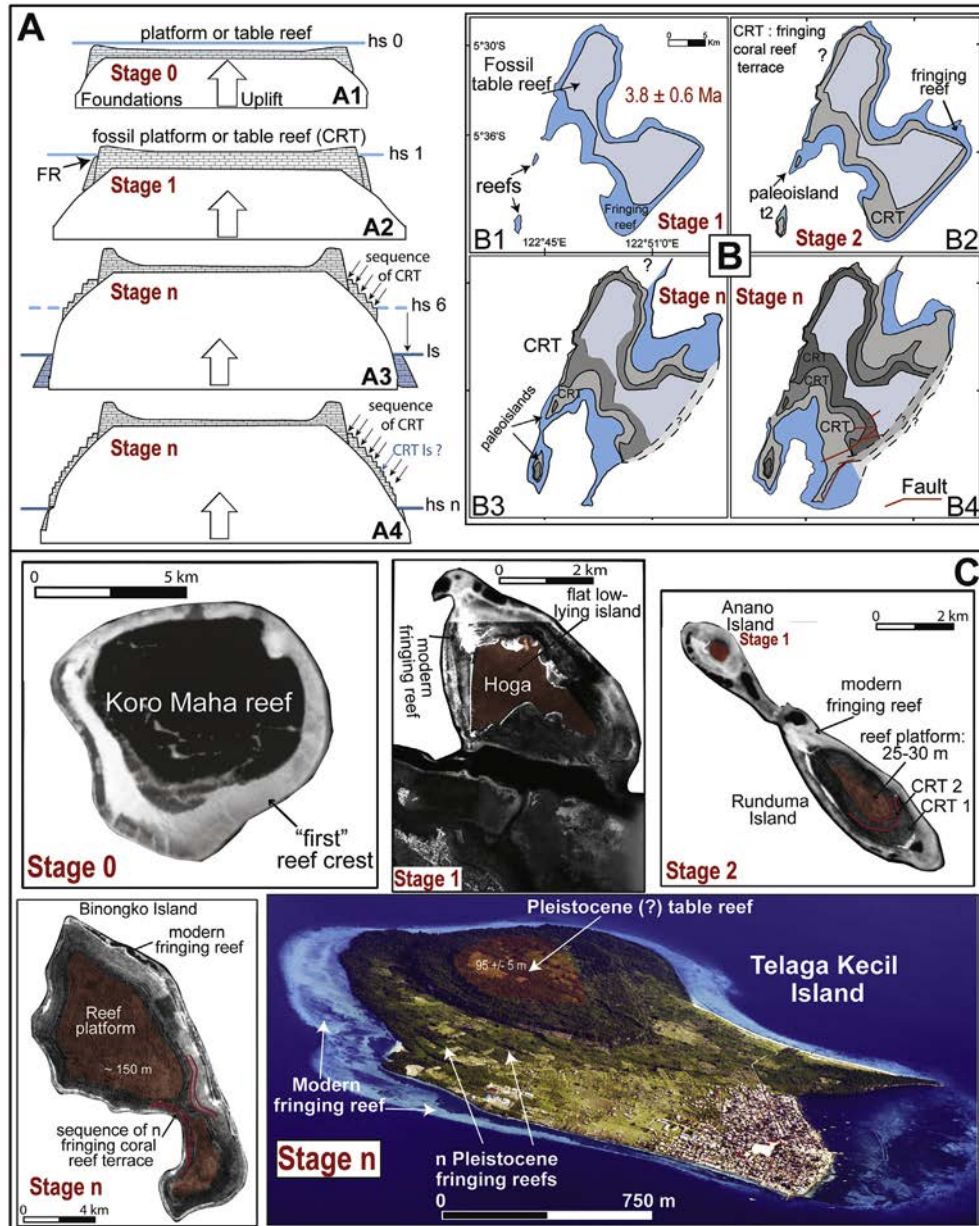 A
platform or table reef
hs 0
Stage 0
Foundations
Uplift
A1
fossil platform or table reef (CRT)
hs 1
FR
Stage 1
A2
sequence
of CRT
Stage n
hs 6
ls
A3
sequence
of CRT
Stage n
CRT ls ?
hs n
A4
B
5°30'S
0 5
Km
Fossil
table reef
3.8 ± 0.6 Ma
5°36'S
reefs
Fringing
reef
Stage 1
B1
122°45'E
122°51'0"E
CRT : fringing
coral reef
terrace
?
fringing
reef
paleoisland
t2
CRT
Stage 2
B2
?
Stage n
CRT
CRT
paleoislands
B3
Stage n
CRT
CRT
CRT
Fault
B4
C
0 5 km
Koro Maha reef
"first"
reef crest
Stage 0
0 2 km
flat low-
lying island
modern
fringing reef
Hoga
Stage 1
Anano
Island
Stage 1
0 2 km
modern
fringing reef
reef platform:
25-30 m
CRT 2
CRT 1
Runduma
Island
Stage 2
Binongko Island
modern
fringing reef
Reef
platform
~ 150 m
sequence of n
fringing coral
reef terrace
Stage n
0 4 km
Pleistocene (?) table reef
95 +/- 5 m
Telaga Kecil
Island
Modern
fringing reef
n Pleistocene
fringing reefs
Stage n
0 750 m